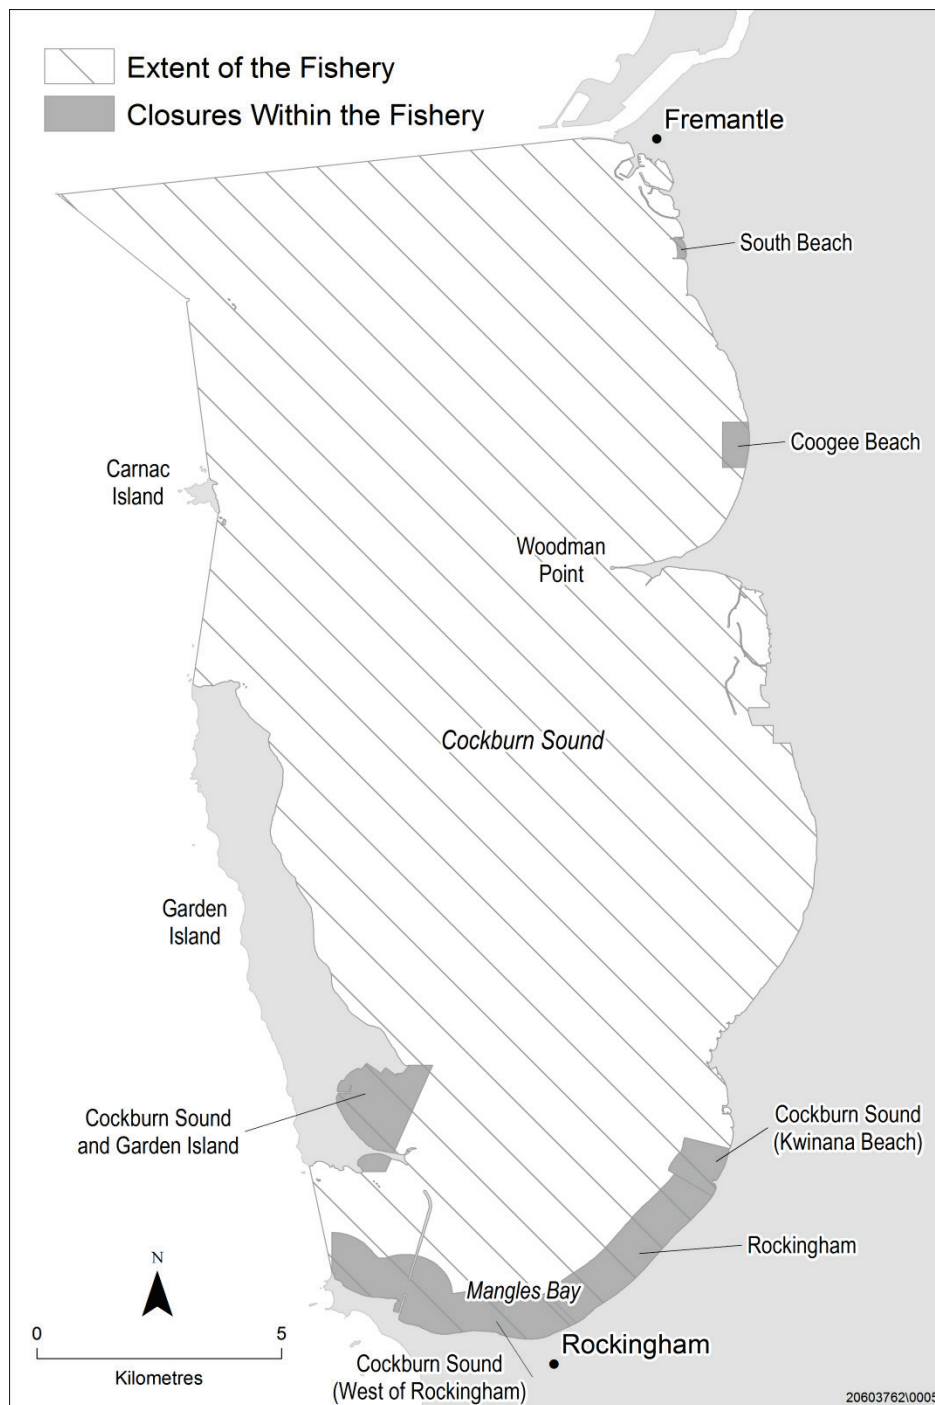 Extent of the Fishery
Closures Within the Fishery
Fremantle
South Beach
Coogee Beach
Carnac
Island
Woodman
Point
Cockburn Sound
Garden
Island
Cockburn Sound
and Garden Island
Cockburn Sound
(Kwinana Beach)
Rockingham
Mangles Bay
N
0 5
Kilometres
Rockingham
Cockburn Sound
(West of Rockingham)
20603762\0005